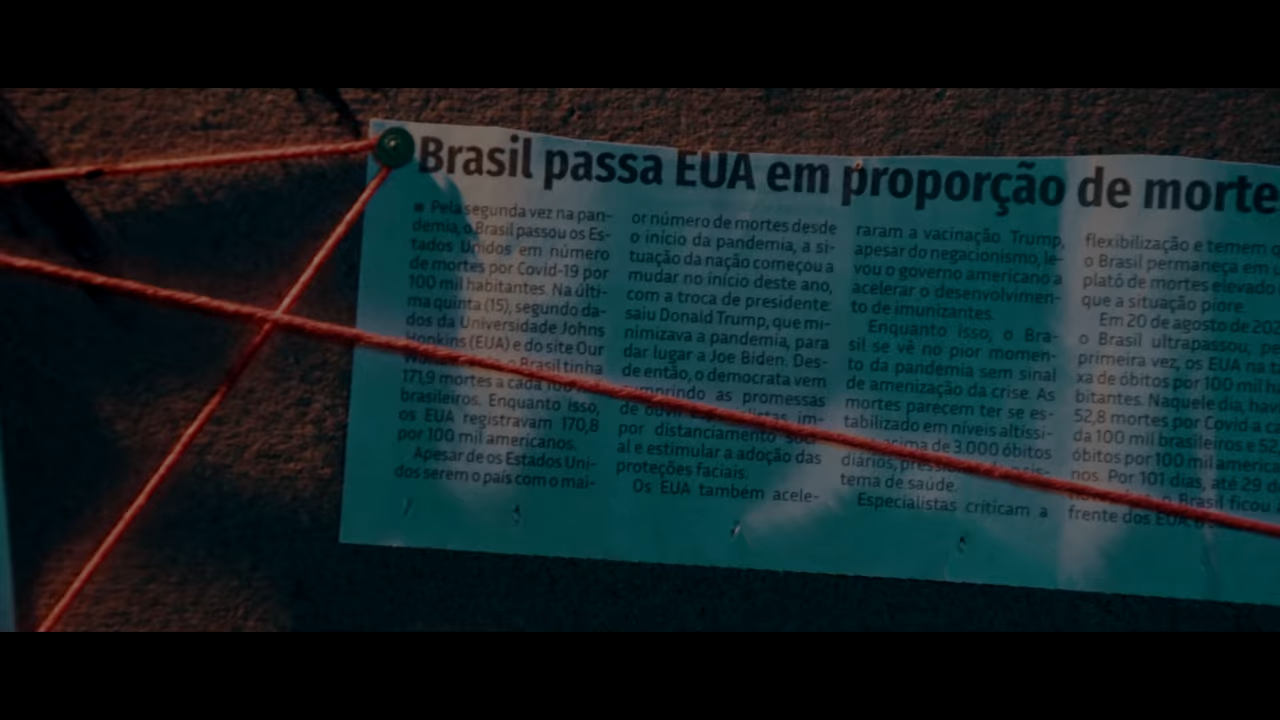 Brasil passa EUA em proporção de morte
■ Pela segunda vez na pan-
demia, o Brasil passou os Es-
tados Unidos em número
de mortes por Covid-19 por
100 mil habitantes. Na últi-
ma quinta (15), segundo da-
dos da Universidade Johns
Hopkins (EUA) e do site Our
o Brasil tinha
171,9 mortes a cada 100
brasileiros. Enquanto isso,
os EUA registravam 170,8
por 100 mil americanos.
Apesar de os Estados Uni-
dos serem o país com o mai-
or número de mortes desde
o início da pandemia, a si-
tuação da nação começou a
mudar no início deste ano,
com a troca de presidente:
saiu Donald Trump, que mi-
nimizava a pandemia, para
dar lugar a Joe Biden. Des-
de então, o democrata vem
cumprindo as promessas
de ouvir especialistas im-
por distanciamento soci-
al e estimular a adoção das
proteções faciais.
Os EUA também acele-
raram a vacinação Trump,
apesar do negacionismo, le-
vou o governo americano a
acelerar o desenvolvimen-
to de imunizantes.
Enquanto isso, o Bra-
sil se vê no pior momen-
to da pandemia sem sinal
de amenização da crise. As
mortes parecem ter se es-
tabilizado em níveis altíssi-
acima de 3.000 óbitos
diários,
tema de saúde.
Especialistas criticam a
flexibilização e temem
o Brasil permaneça em
platô de mortes elevado
que a situação piore.
Em 20 de agosto de
o Brasil ultrapassou,
primeira vez, os EUA na ta
xa de óbitos por 100 mil
bitantes. Naquele dia,
52,8 mortes por Covid a
da 100 mil brasileiros e
óbitos por 100 mil
nos. Por 101 dias, até 29
o Brasil ficou
frente dos EUA